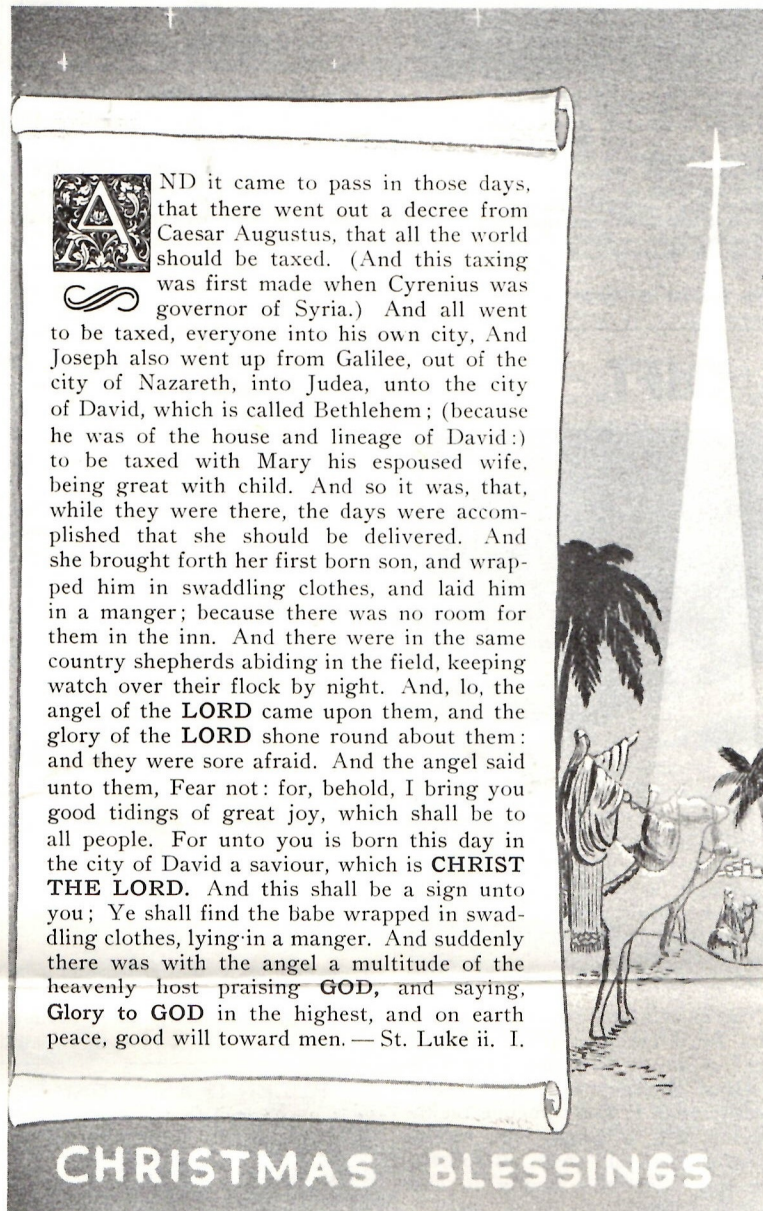 AND it came to pass in those days,
that there went out a decree from
Caesar Augustus, that all the world
should be taxed. (And this taxing
was first made when Cyrenius was
governor of Syria.) And all went
to be taxed, everyone into his own city, And
Joseph also went up from Galilee, out of the
city of Nazareth, into Judea, unto the city
of David, which is called Bethlehem; (because
he was of the house and lineage of David:)
to be taxed with Mary his espoused wife,
being great with child. And so it was, that,
while they were there, the days were accom-
plished that she should be delivered. And
she brought forth her first born son, and wrap-
ped him in swaddling clothes, and laid him
in a manger; because there was no room for
them in the inn. And there were in the same
country shepherds abiding in the field, keeping
watch over their flock by night. And, lo, the
angel of the LORD came upon them, and the
glory of the LORD shone round about them:
and they were sore afraid. And the angel said
unto them, Fear not: for, behold, I bring you
good tidings of great joy, which shall be to
all people. For unto you is born this day in
the city of David a saviour, which is CHRIST
THE LORD. And this shall be a sign unto
you; Ye shall find the babe wrapped in swad-
dling clothes, lying in a manger. And suddenly
there was with the angel a multitude of the
heavenly host praising GOD, and saying,
Glory to GOD in the highest, and on earth
peace, good will toward men. — St. Luke ii. I.
CHRISTMAS BLESSINGS